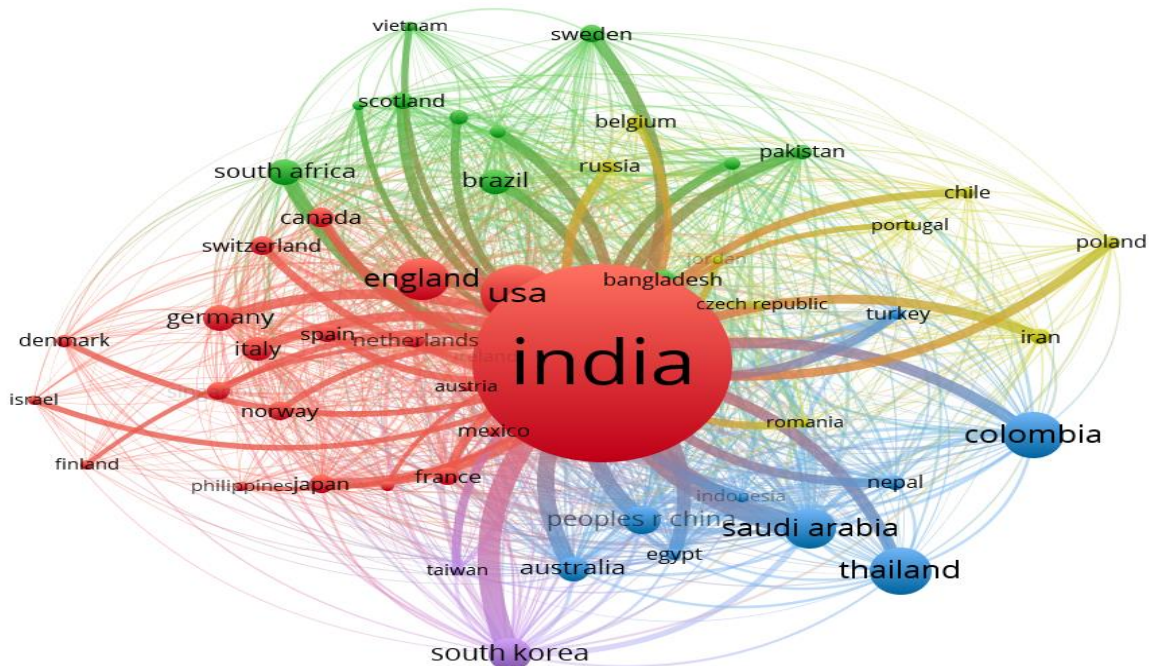 vietnam
sweden
scotland
belgium
pakistan
russia
south africa
brazil
chile
canada
portugal
switzerland
poland
jordan
england
usa
bangladesh
czech republic
germany
turkey
spain
denmark
netherlands
iran
italy
ireland
india
austria
israel
norway
romania
mexico
colombia
finland
france
philippines
japan
nepal
indonesia
peoples r china
saudi arabia
egypt
taiwan
australia
thailand
south korea